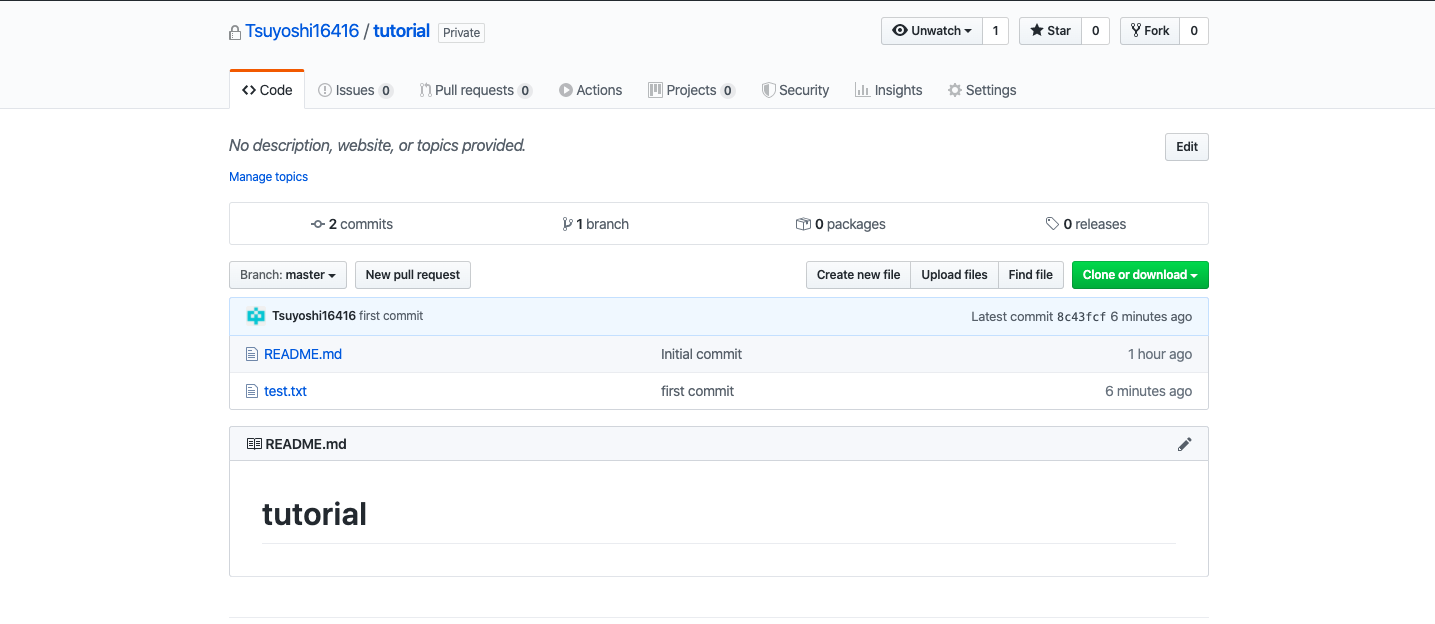 Tsuyoshi16416 / tutorial Private Unwatch 1 Star 0 Fork 0
Code Issues 0 Pull requests 0 Actions Projects 0 Security Insights Settings
No description, website, or topics provided. Edit
Manage topics
2 commits 1 branch 0 packages 0 releases
Branch: master New pull request Create new file Upload files Find file Clone or download
Tsuyoshi16416 first commit Latest commit 8c43fcf 6 minutes ago
README.md Initial commit 1 hour ago
test.txt first commit 6 minutes ago
README.md
tutorial